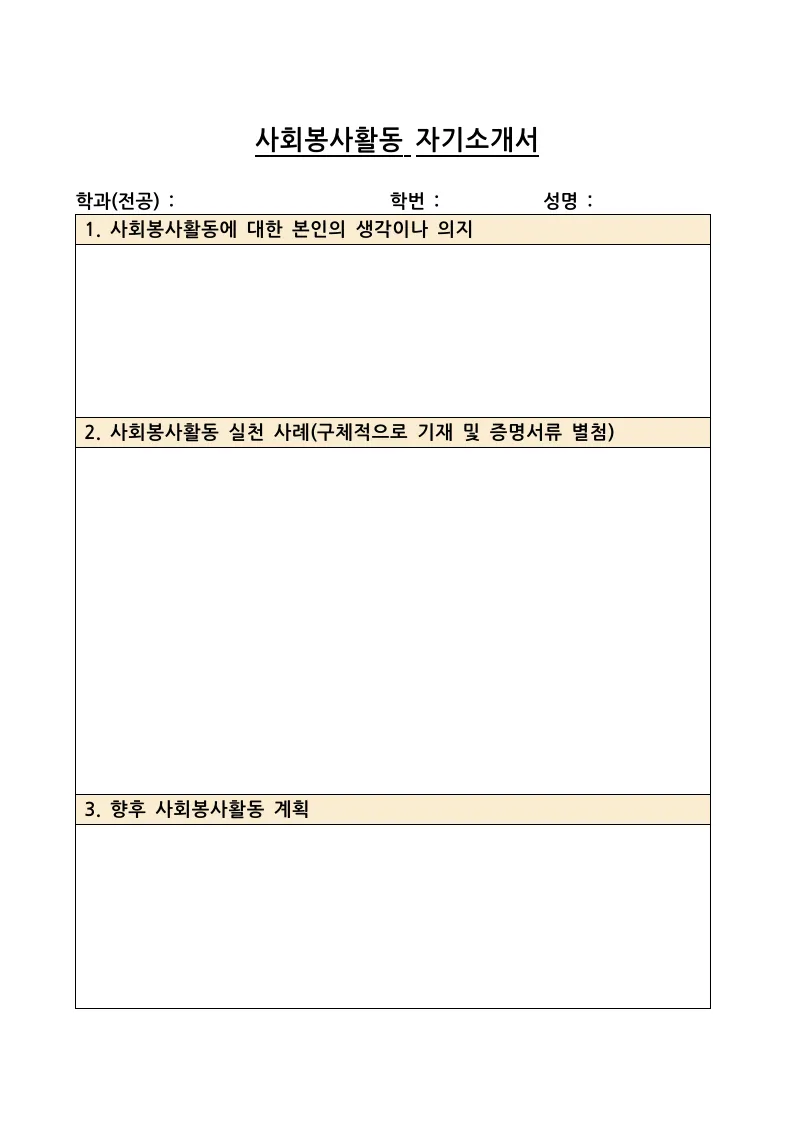 사회봉사활동 자기소개서
학과(전공) : 학번 : 성명 :
1. 사회봉사활동에 대한 본인의 생각이나 의지
2. 사회봉사활동 실천 사례(구체적으로 기재 및 증명서류 별첨)
3. 향후 사회봉사활동 계획